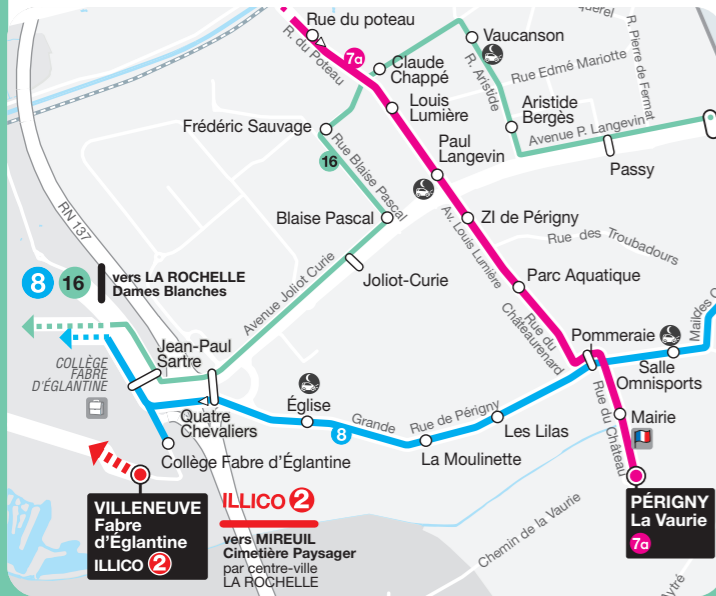 Rue du poteau
R. du Poteau
7a
Claude
Chappé
Vaucanson
R. Aristide
Rue Edmé Mariotte
R. Pierre de Fermat
Louis
Lumière
Frédéric Sauvage
Aristide
Bergès
Avenue P. Langevin
Paul
Langevin
16
Rue Blaise Pascal
Passy
RN 137
Blaise Pascal
ZI de Périgny
Av. Louis Lumière
Rue des Troubadours
8 16
vers LA ROCHELLE
Dames Blanches
Avenue Joliot Curie
Joliot-Curie
Parc Aquatique
Rue du
Châteaurenard
Jean-Paul
Sartre
Pommeraie
COLLÈGE
FABRE
D'ÉGLANTINE
Salle
Omnisports
Quatre
Chevaliers
Église
Grande
Rue de Périgny
8
Les Lilas
Rue du Château
Mairie
Collège Fabre d'Églantine
La Moulinette
VILLENEUVE
Fabre
d'Églantine
ILLICO 2
ILLICO 2
vers MIREUIL
Cimetière Paysager
par centre-ville
LA ROCHELLE
Chemin de la Vaurie
PÉRIGNY
La Vaurie
7a